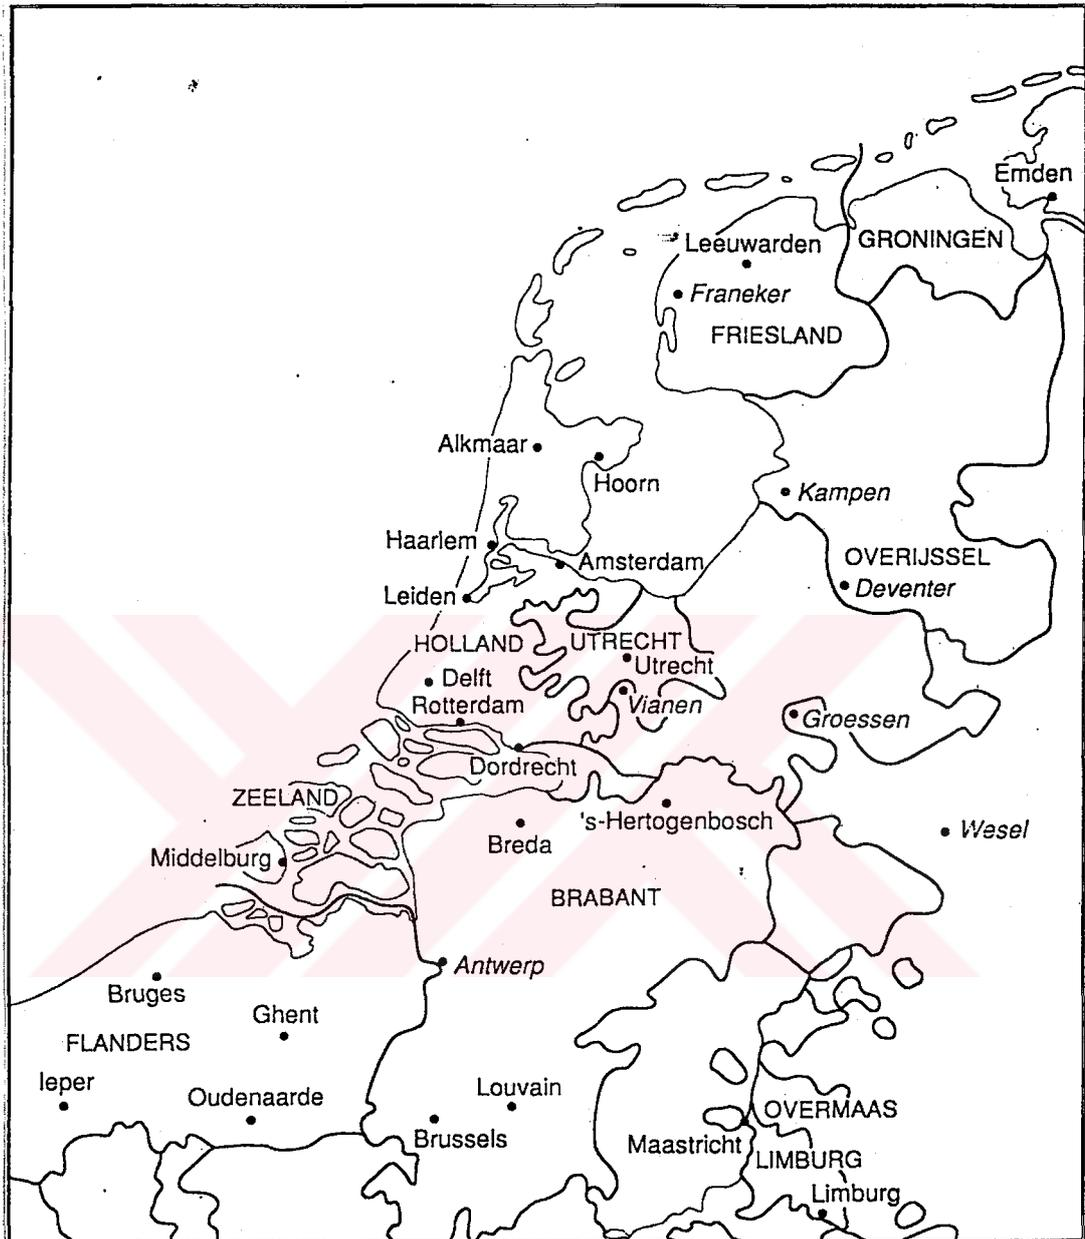 Emden
Leeuwarden
GRONINGEN
Franeker
FRIESLAND
Alkmaar
Hoorn
Kampen
Haarlem
Amsterdam
OVERIJSSEL
Deventer
Leiden
HOLLAND
UTRECHT
Utrecht
Delft
Rotterdam
Vianen
Groessen
Dordrecht
ZEELAND
's-Hertogenbosch
Wesel
Breda
Middelburg
BRABANT
Antwerp
Bruges
Ghent
FLANDERS
Ieper
Oudenaarde
Louvain
Brussels
OVERMAAS
Maastricht
LIMBURG
Limburg